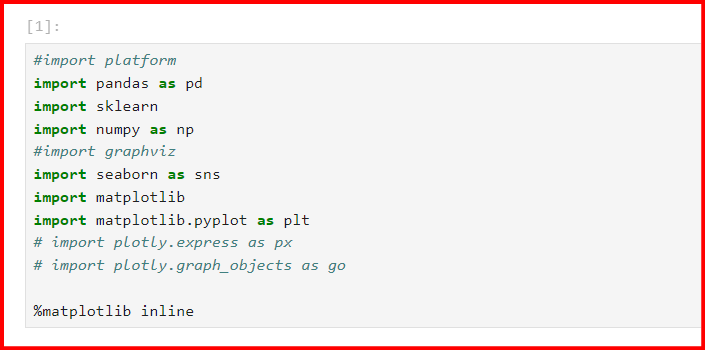 [1]:
#import platform
import pandas as pd
import sklearn
import numpy as np
#import graphviz
import seaborn as sns
import matplotlib
import matplotlib.pyplot as plt
# import plotly.express as px
# import plotly.graph_objects as go
%matplotlib inline